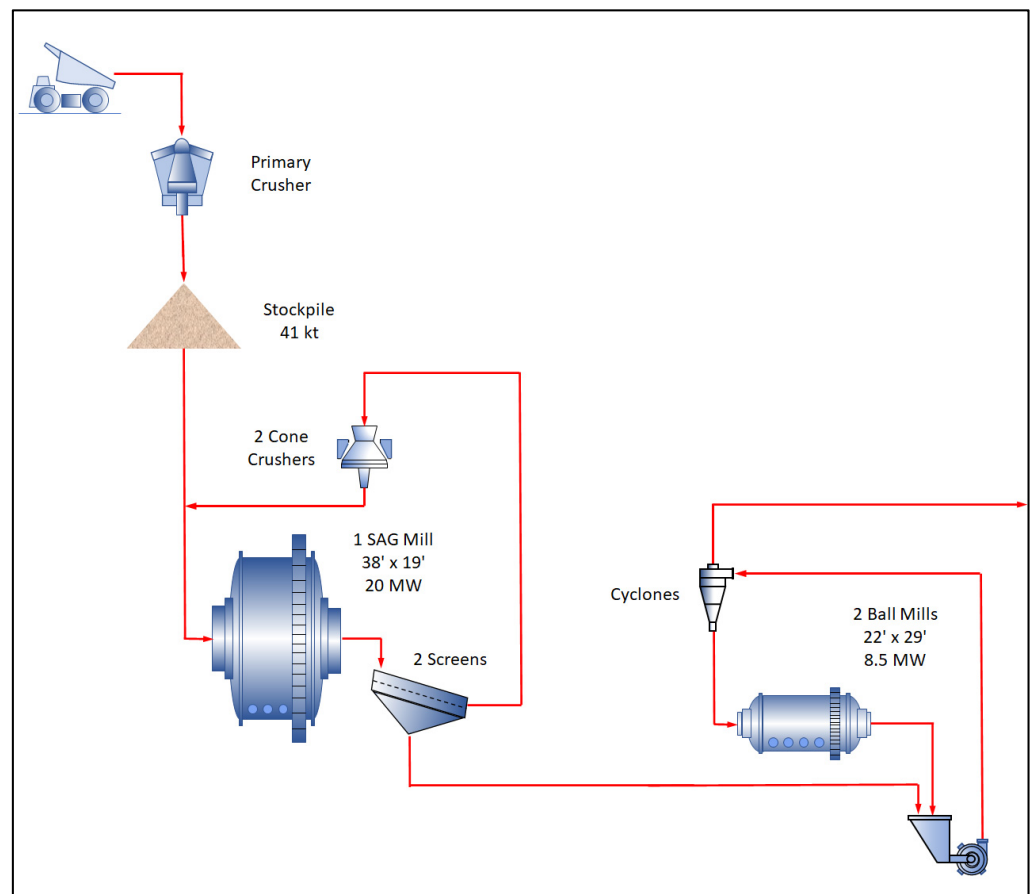 Primary
Crusher
Stockpile
41 kt
2 Cone
Crushers
1 SAG Mill
38' x 19'
20 MW
2 Screens
Cyclones
2 Ball Mills
22' x 29'
8.5 MW